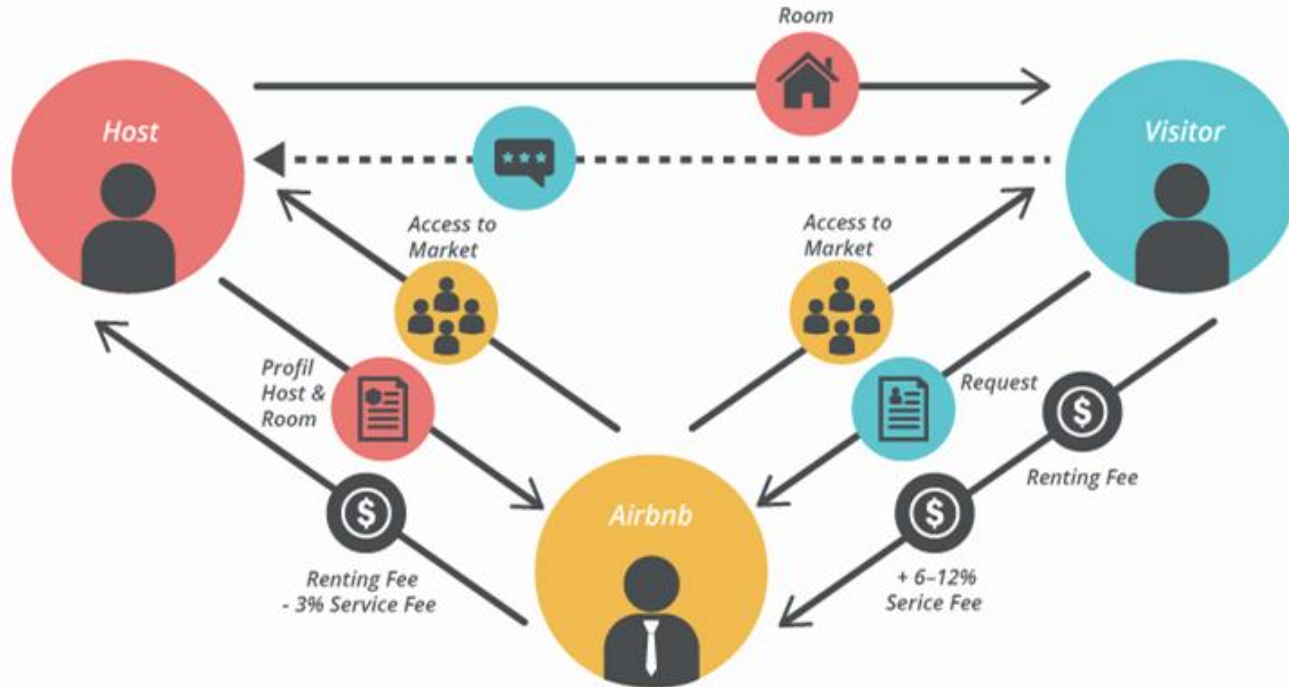 Room
Host
Visitor
Access to
Market
Access to
Market
Profil
Host &
Room
Request
Renting Fee
Airbnb
Renting Fee
- 3% Service Fee
+ 6–12%
Serice Fee